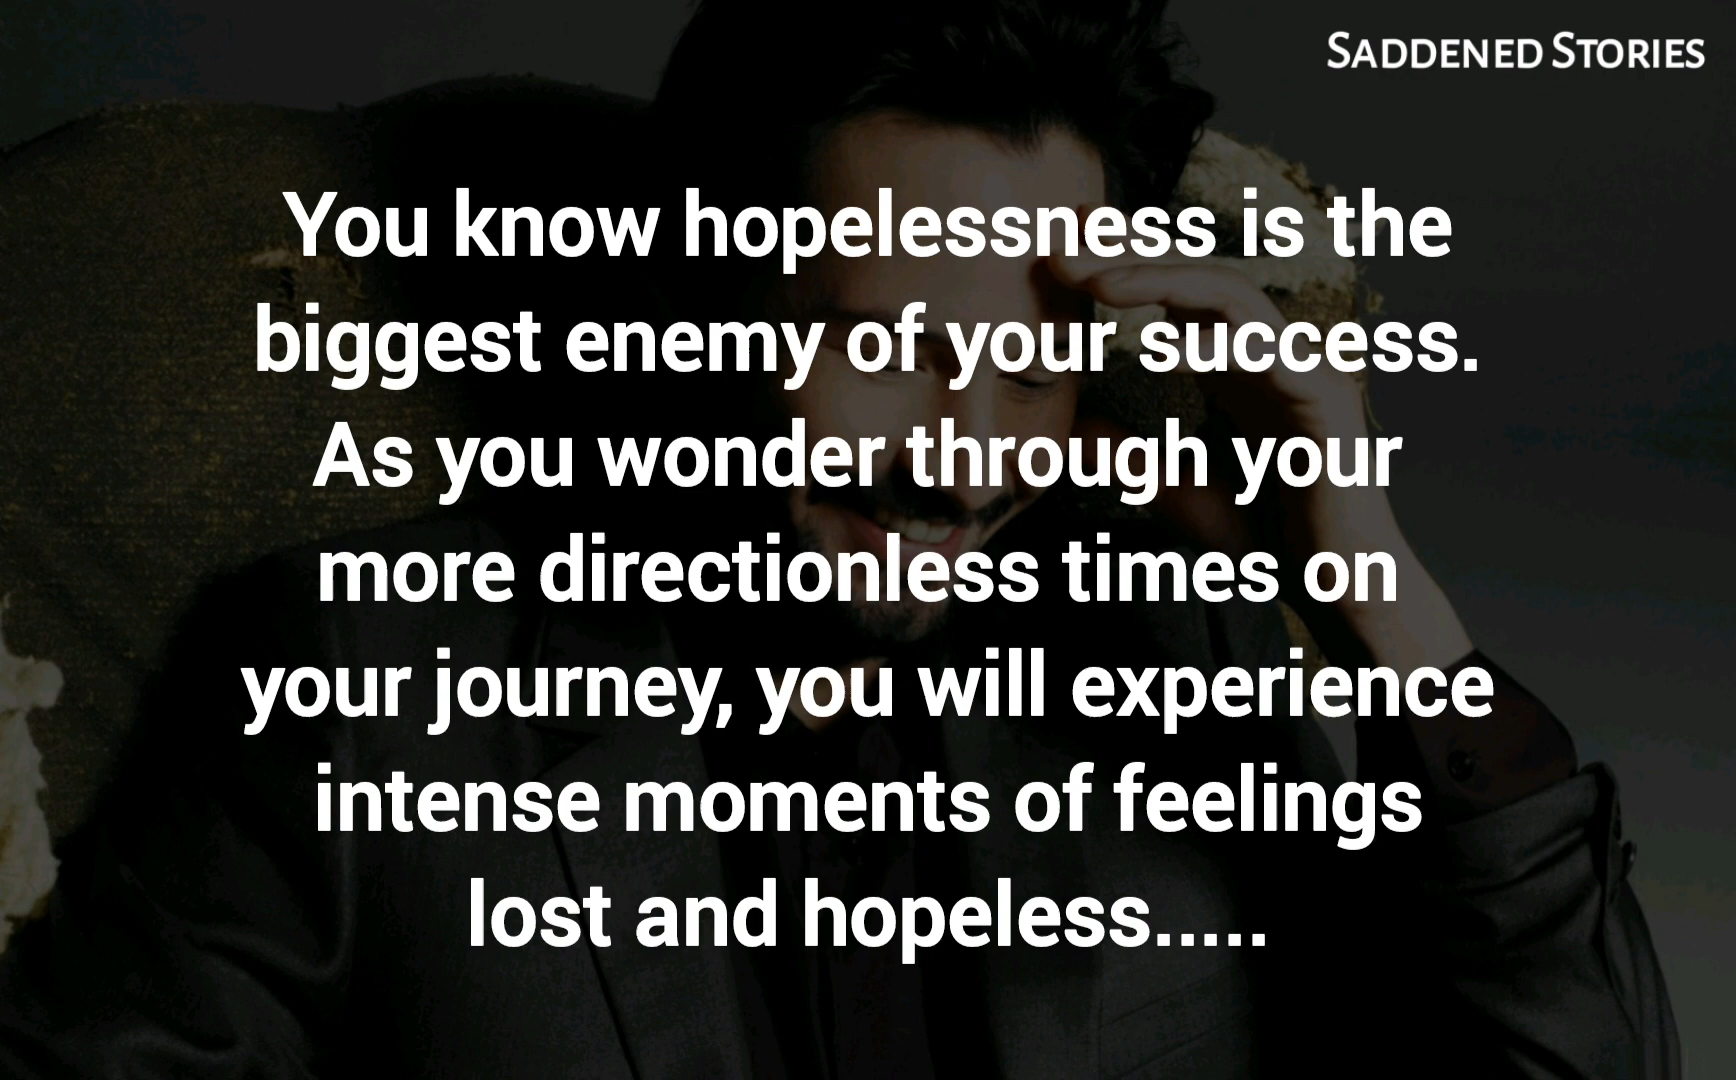 SADDENED STORIES
You know hopelessness is the
biggest enemy of your success.
As you wonder through your
more directionless times on
your journey, you will experience
intense moments of feelings
lost and hopeless.....